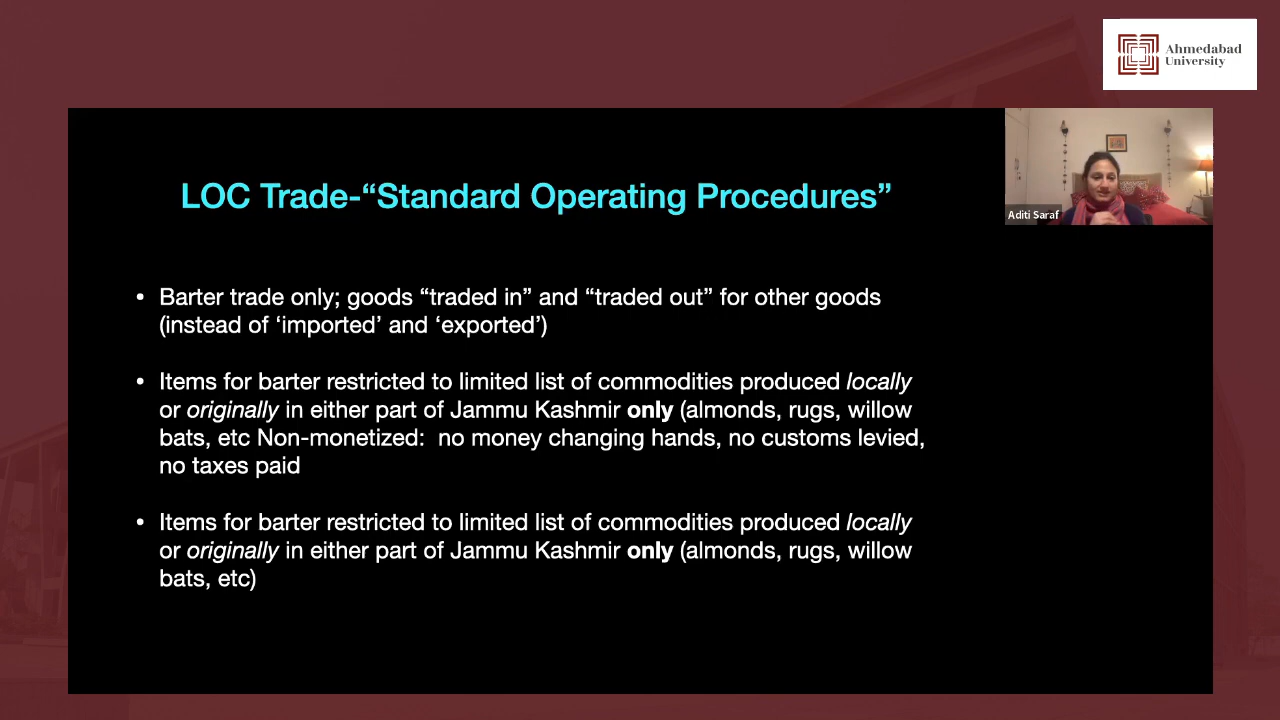 Ahmedabad
University
Aditi Saraf
LOC Trade-“Standard Operating Procedures”
• Barter trade only; goods “traded in” and “traded out” for other goods
(instead of ‘imported’ and ‘exported’)
• Items for barter restricted to limited list of commodities produced locally
or originally in either part of Jammu Kashmir only (almonds, rugs, willow
bats, etc Non-monetized:  no money changing hands, no customs levied,
no taxes paid
• Items for barter restricted to limited list of commodities produced locally
or originally in either part of Jammu Kashmir only (almonds, rugs, willow
bats, etc)